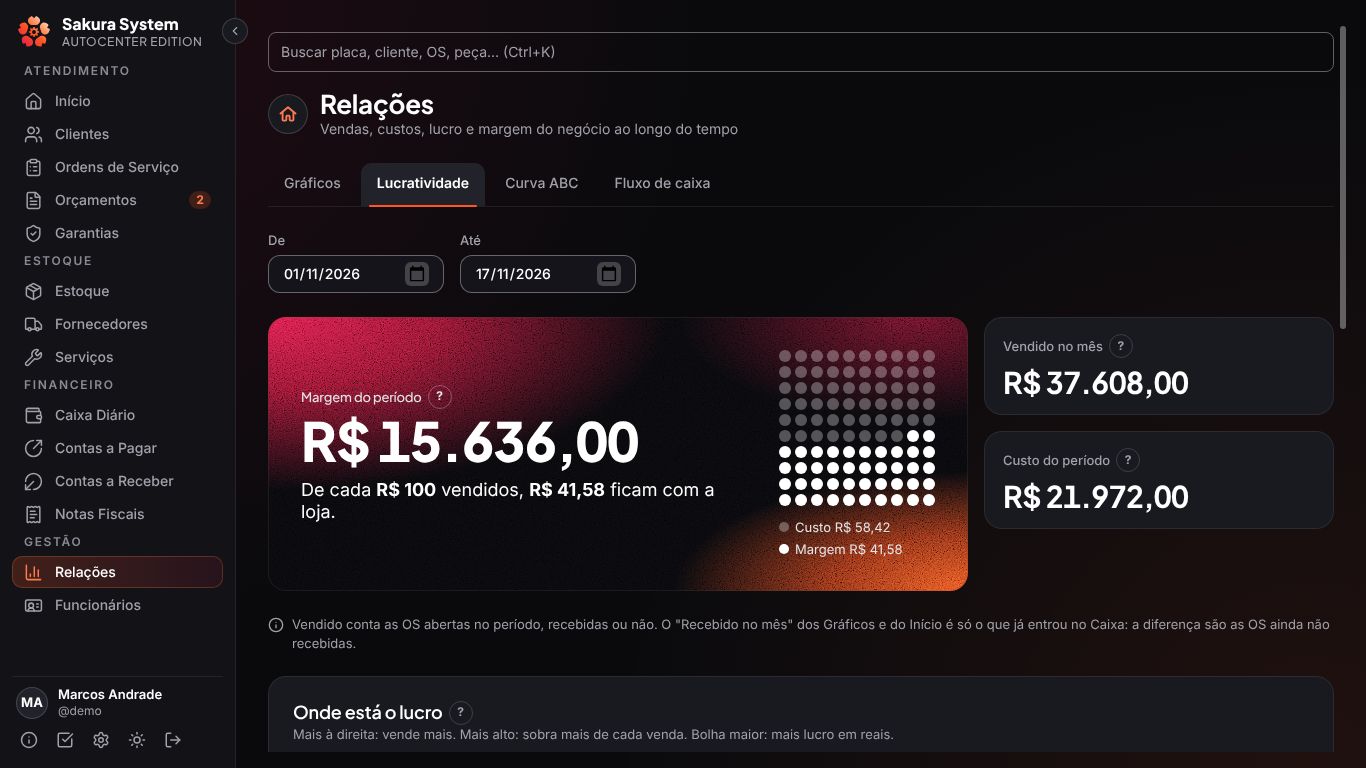 Sakura System
AUTOCENTER EDITION
ATENDIMENTO
Início
Clientes
Ordens de Serviço
Orçamentos 2
Garantias
ESTOQUE
Estoque
Fornecedores
Serviços
FINANCEIRO
Caixa Diário
Contas a Pagar
Contas a Receber
Notas Fiscais
GESTÃO
Relações
Funcionários
MA
Marcos Andrade
@demo
Buscar placa, cliente, OS, peça... (Ctrl+K)
Relações
Vendas, custos, lucro e margem do negócio ao longo do tempo
Gráficos Lucratividade Curva ABC Fluxo de caixa
De Até
01/11/2026 17/11/2026
Margem do período ?
R$ 15.636,00
De cada R$ 100 vendidos, R$ 41,58 ficam com a
loja.
Custo R$ 58,42
Margem R$ 41,58
Vendido no mês ?
R$ 37.608,00
Custo do período ?
R$ 21.972,00
Vendido conta as OS abertas no período, recebidas ou não. O "Recebido no mês" dos Gráficos e do Início é só o que já entrou no Caixa: a diferença são as OS ainda não
recebidas.
Onde está o lucro ?
Mais à direita: vende mais. Mais alto: sobra mais de cada venda. Bolha maior: mais lucro em reais.